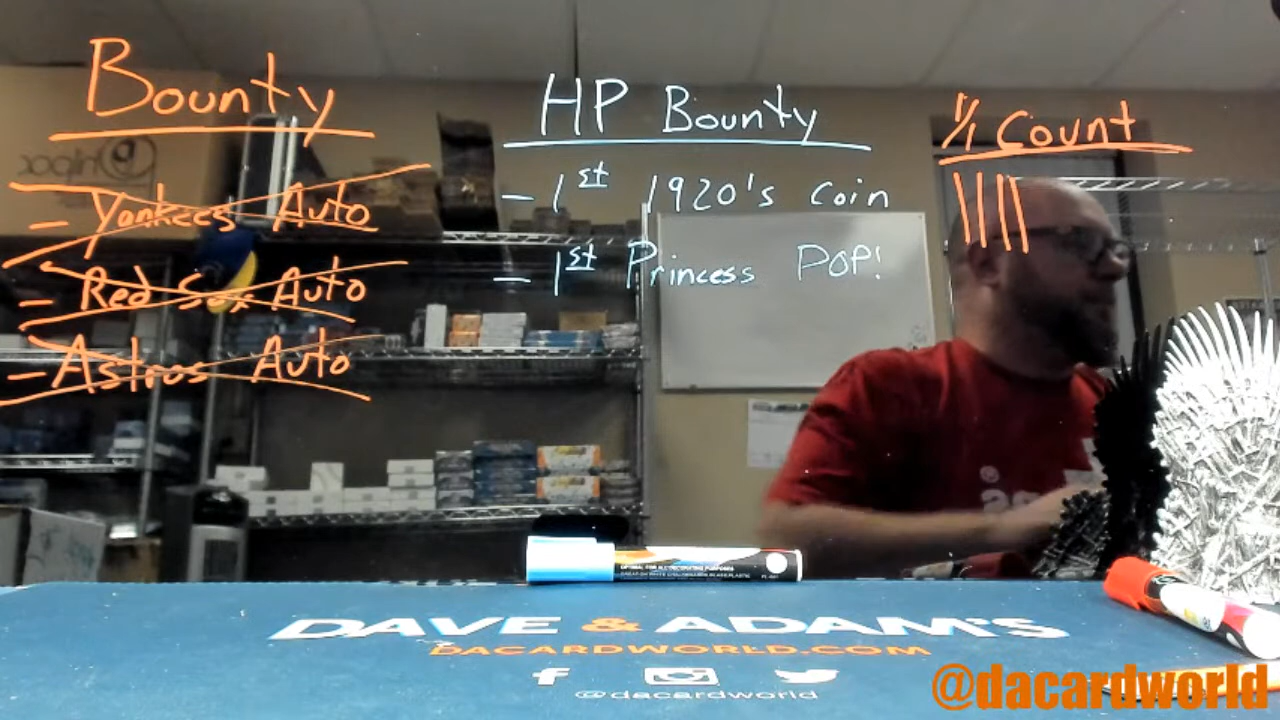 Bounty
- Yankees Auto
- Red Sox Auto
- Astros Auto
HP Bounty
- 1st 1920's coin
- 1st Princess POP!
1/1 Count
||||
DAVE & ADAM'S
DACARDWORLD.COM
@dacardworld
@dacardworld